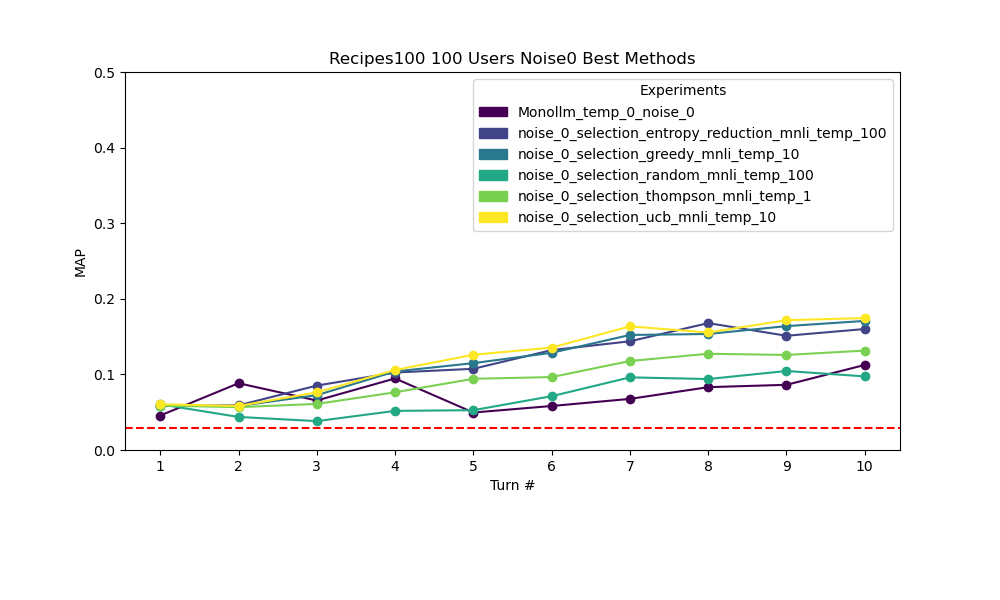 Recipes100 100 Users Noise0 Best Methods
0.5
0.4
0.3
0.2
0.1
0.0
MAP
Experiments
Monollm_temp_0_noise_0
noise_0_selection_entropy_reduction_mnli_temp_100
noise_0_selection_greedy_mnli_temp_10
noise_0_selection_random_mnli_temp_100
noise_0_selection_thompson_mnli_temp_1
noise_0_selection_ucb_mnli_temp_10
1 2 3 4 5 6 7 8 9 10
Turn #